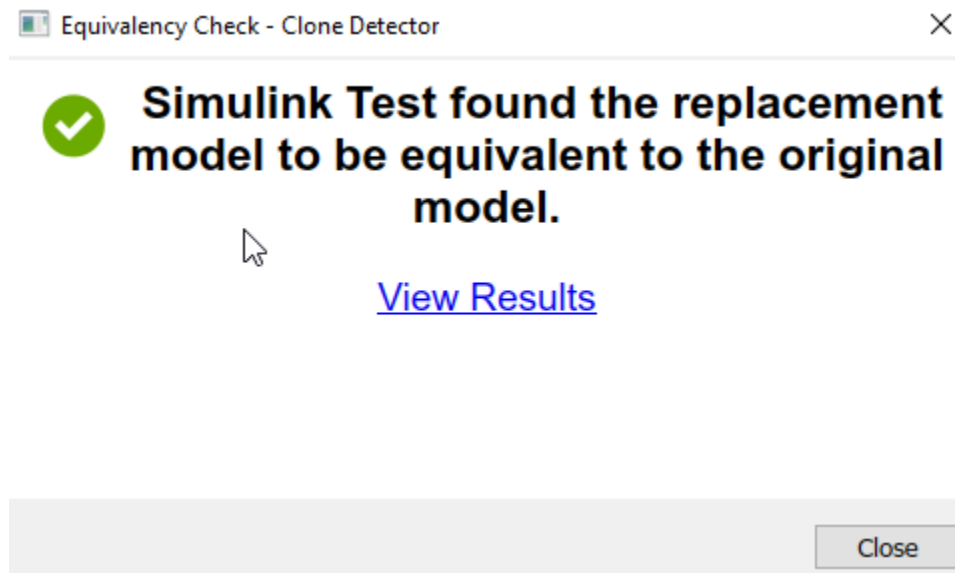 Equivalency Check - Clone Detector
Simulink Test found the replacement
model to be equivalent to the original
model.
View Results
Close